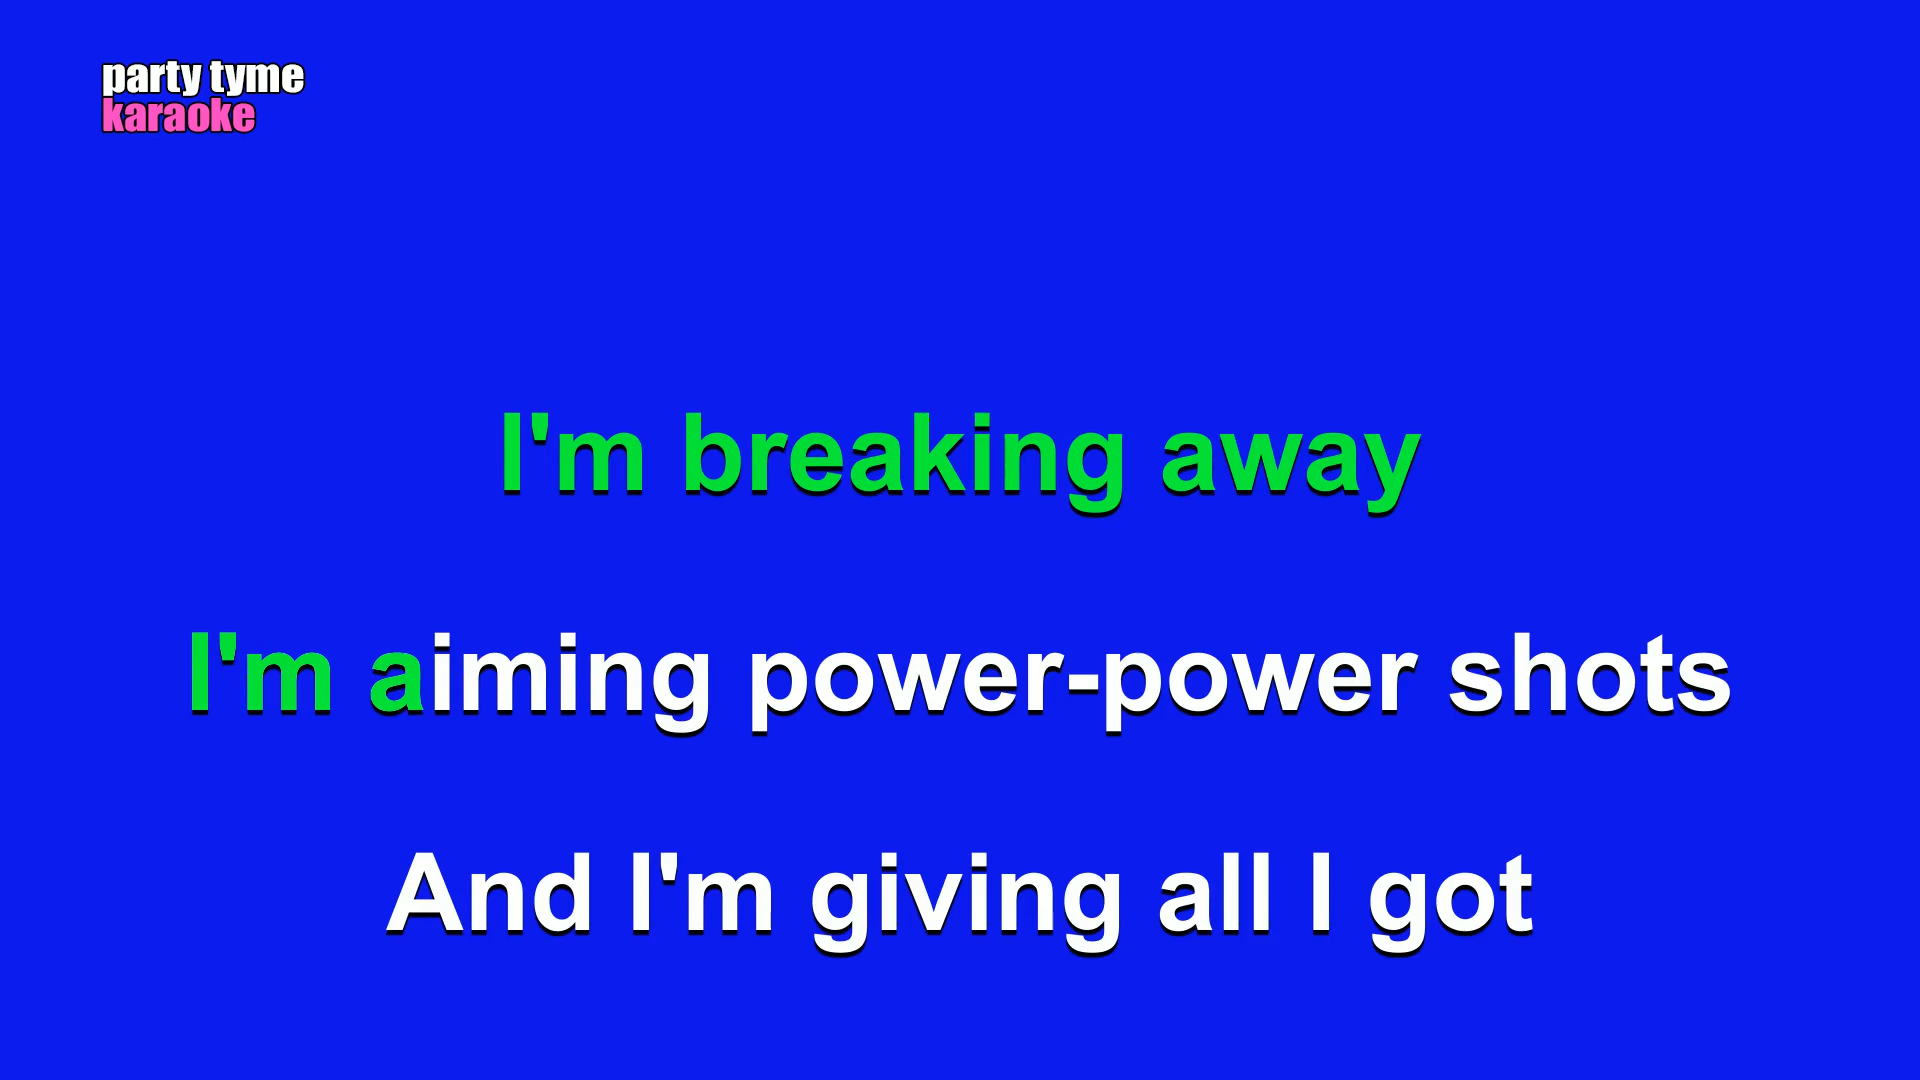 party tyme
karaoke
I'm breaking away
I'm aiming power-power shots
And I'm giving all I got